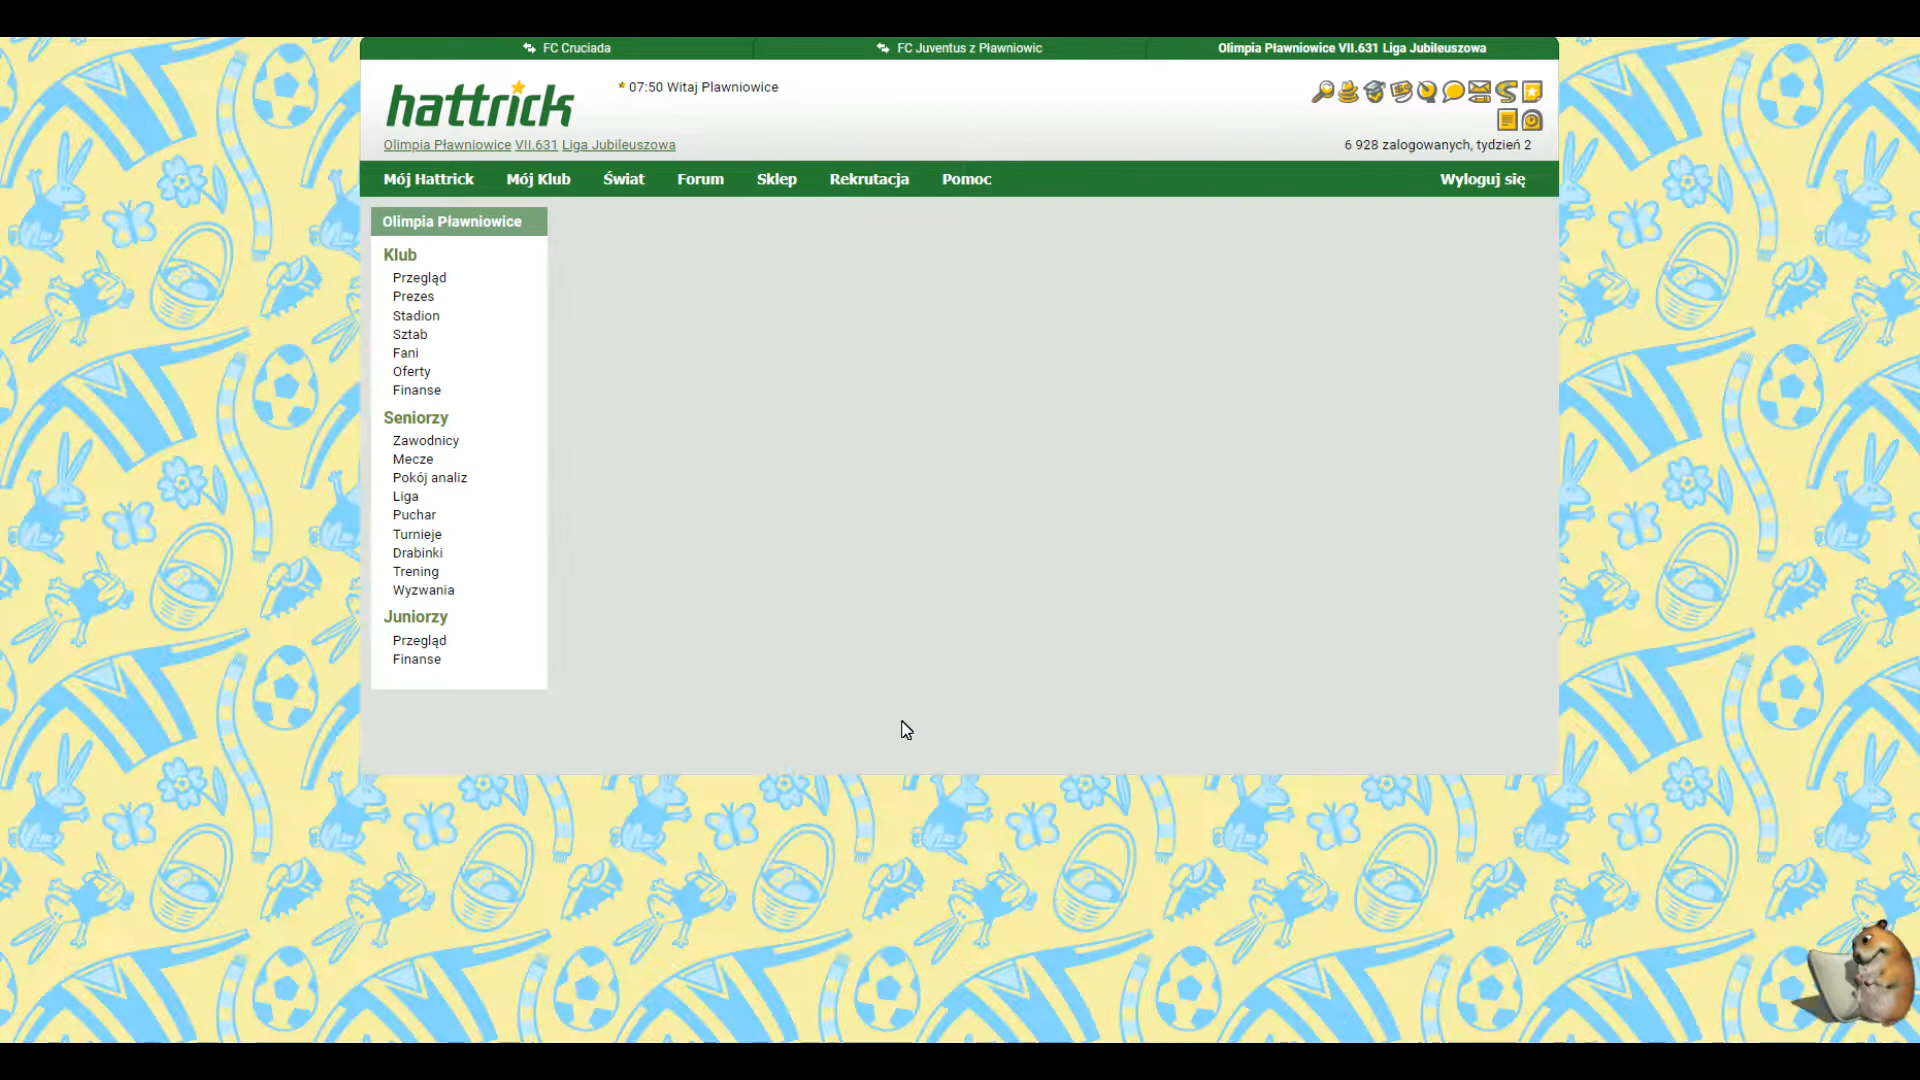 FC Cruciada
FC Juventus z Pławniowic
Olimpia Pławniowice VII.631 Liga Jubileuszowa
hattrick
07:50 Witaj Plawniowice
Olimpia Pławniowice VII.631 Liga Jubileuszowa
6 928 zalogowanych, tydzień 2
Mój Hattrick
Mój Klub
Świat
Forum
Sklep
Rekrutacja
Pomoc
Wyloguj się
Olimpia Pławniowice
Klub
Przegląd
Prezes
Stadion
Sztab
Fani
Oferty
Finanse
Seniorzy
Zawodnicy
Mecze
Pokój analiz
Liga
Puchar
Turnieje
Drabinki
Trening
Wyzwania
Juniorzy
Przegląd
Finanse